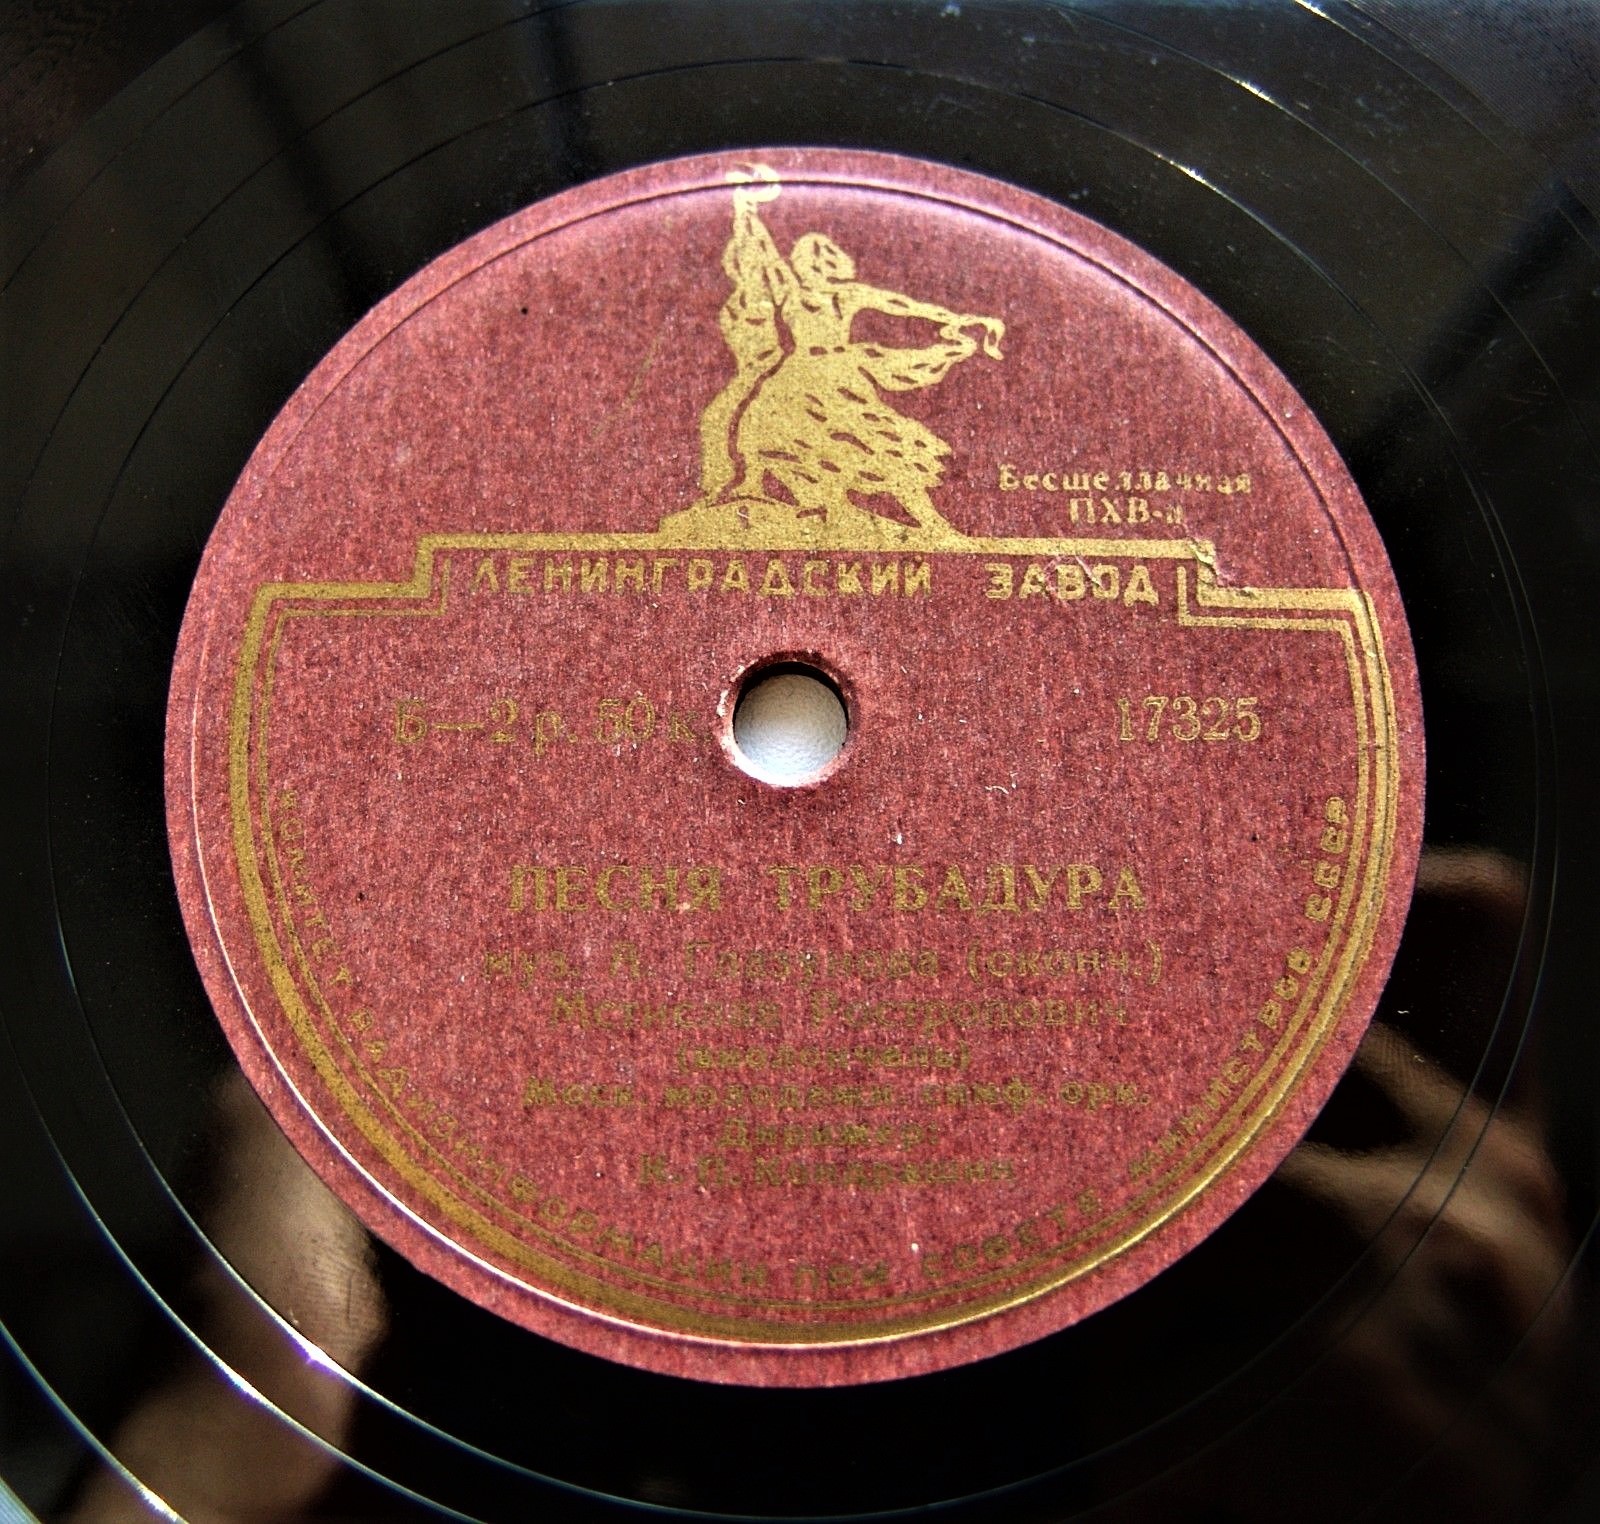 Бесшеллачная
ПХВ-я
ЛЕНИНГРАДСКИЙ ЗАВОД
Б—2 р. 50 к.
17325
ПЕСНЯ ТРУБАДУРА
муз. А. Глазунова (оконч.)
Мстислав Ростропович
(виолончель)
Моск. молодежн. симф. орк.
Дирижер:
К. П. Кондрашин
КОМИТЕТ РАДИОИНФОРМАЦИИ ПРИ СОВЕТЕ МИНИСТРОВ СССР